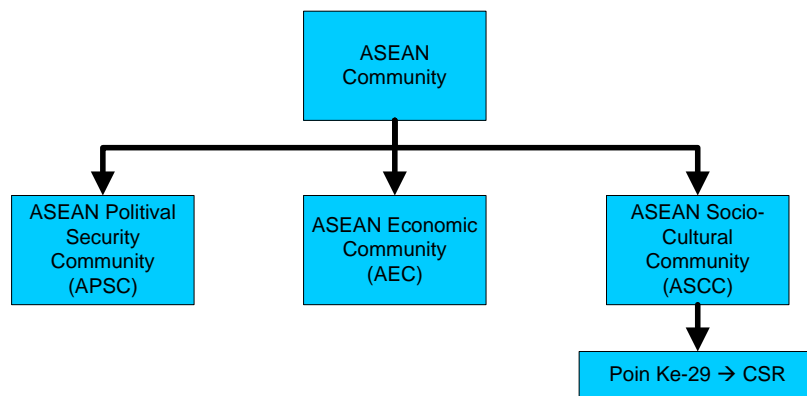 ASEAN
Community
ASEAN Politival
Security
Community
(APSC)
ASEAN Economic
Community
(AEC)
ASEAN Socio-
Cultural
Community
(ASCC)
Poin Ke-29 → CSR